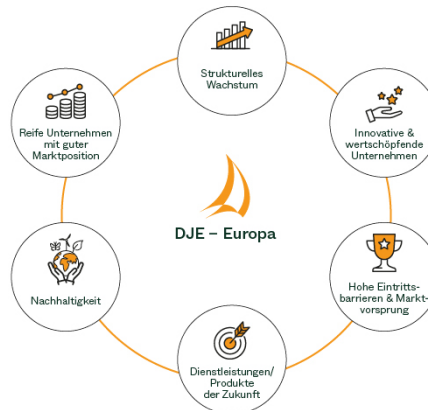 Strukturelles
Wachstum
Innovative &
wertschöpfende
Unternehmen
Hohe Eintritts-
barrieren & Markt-
vorsprung
Dienstleistungen/
Produkte
der Zukunft
Nachhaltigkeit
Reife Unternehmen
mit guter
Marktposition
DJE – Europa